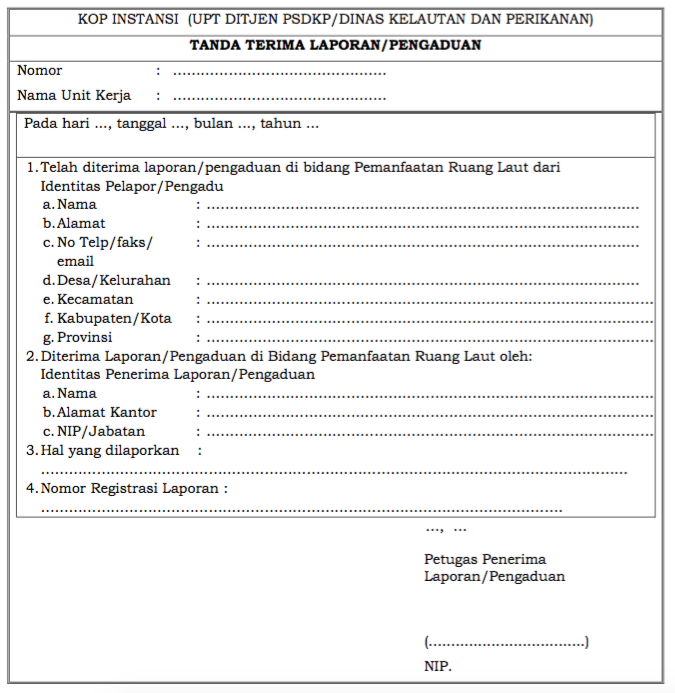 KOP INSTANSI (UPT DITJEN PSDKP/DINAS KELAUTAN DAN PERIKANAN)
TANDA TERIMA LAPORAN/PENGADUAN
Nomor : ..............................................
Nama Unit Kerja : ..............................................
Pada hari ..., tanggal ..., bulan ..., tahun ...
1. Telah diterima laporan/pengaduan di bidang Pemanfaatan Ruang Laut dari
Identitas Pelapor/Pengadu
a. Nama : ..............................................................................................
b. Alamat : ..............................................................................................
c. No Telp/faks/ : ..............................................................................................
email
d. Desa/Kelurahan : ..............................................................................................
e. Kecamatan : .................................................................................................
f. Kabupaten/Kota : .................................................................................................
g. Provinsi : .................................................................................................
2. Diterima Laporan/Pengaduan di Bidang Pemanfaatan Ruang Laut oleh:
Identitas Penerima Laporan/Pengaduan
a. Nama : .................................................................................................
b. Alamat Kantor : .................................................................................................
c. NIP/Jabatan : .................................................................................................
3. Hal yang dilaporkan :
...............................................................................................................................
4. Nomor Registrasi Laporan :
.................................................................................................................
..., ...
Petugas Penerima
Laporan/Pengaduan
(..................................)
NIP.